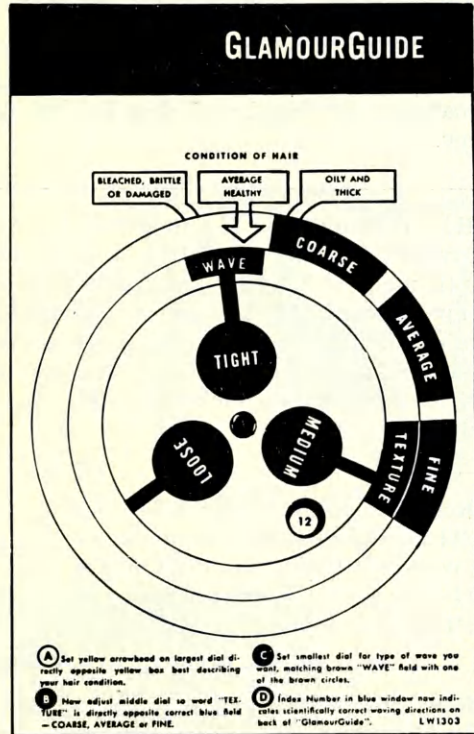 GLAMOURGUIDE
CONDITION OF HAIR
BLEACHED, BRITTLE
OR DAMAGED
AVERAGE
HEALTHY
OILY AND
THICK
WAVE
COARSE
AVERAGE
FINE
TEXTURE
TIGHT
MEDIUM
LOOSE
12
A Set yellow arrowhead on largest dial di-
rectly opposite yellow box best describing
your hair condition.
B Now adjust middle dial so word "TEX-
TURE" is directly opposite correct blue field
—COARSE, AVERAGE or FINE.
C Set smallest dial for type of wave you
want, matching brown "WAVE" field with one
of the brown circles.
D Index Number in blue window now indi-
cates scientifically correct waving directions on
back of "GlamourGuide".
LW1303